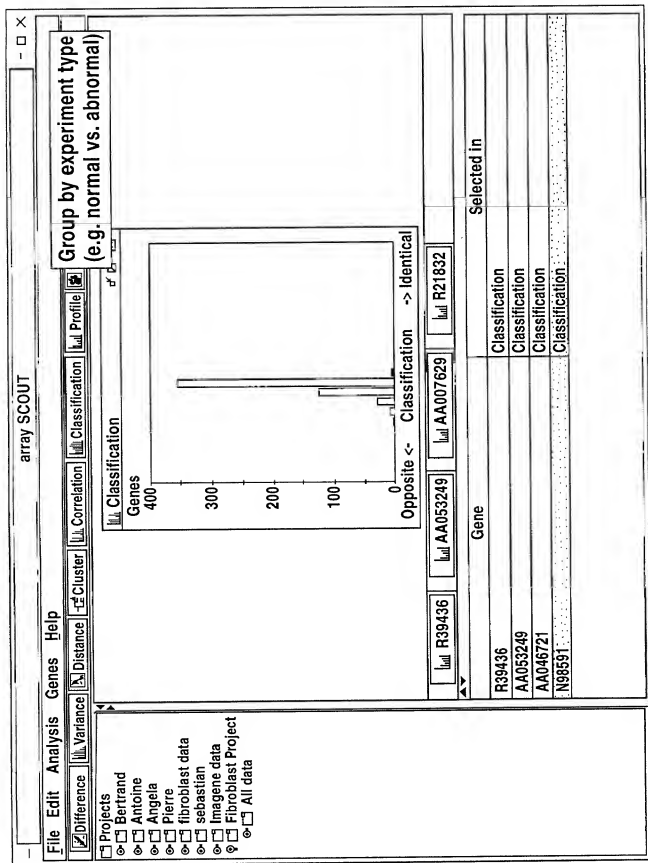 array SCOUT
File Edit Analysis Genes Help
Difference Variance Distance Cluster Correlation Classification Profile
Group by experiment type
(e.g. normal vs. abnormal)
Projects
Bertrand
Antoine
Angela
Pierre
fibroblast data
sebastian
Imagene data
Fibroblast Project
All data
Classification
Genes
400
300
200
100
0
Opposite <- Classification -> Identical
R39436 AA053249 AA007629 R21832
Gene Selected in
R39436 Classification
AA053249 Classification
AA046721 Classification
N98591 Classification